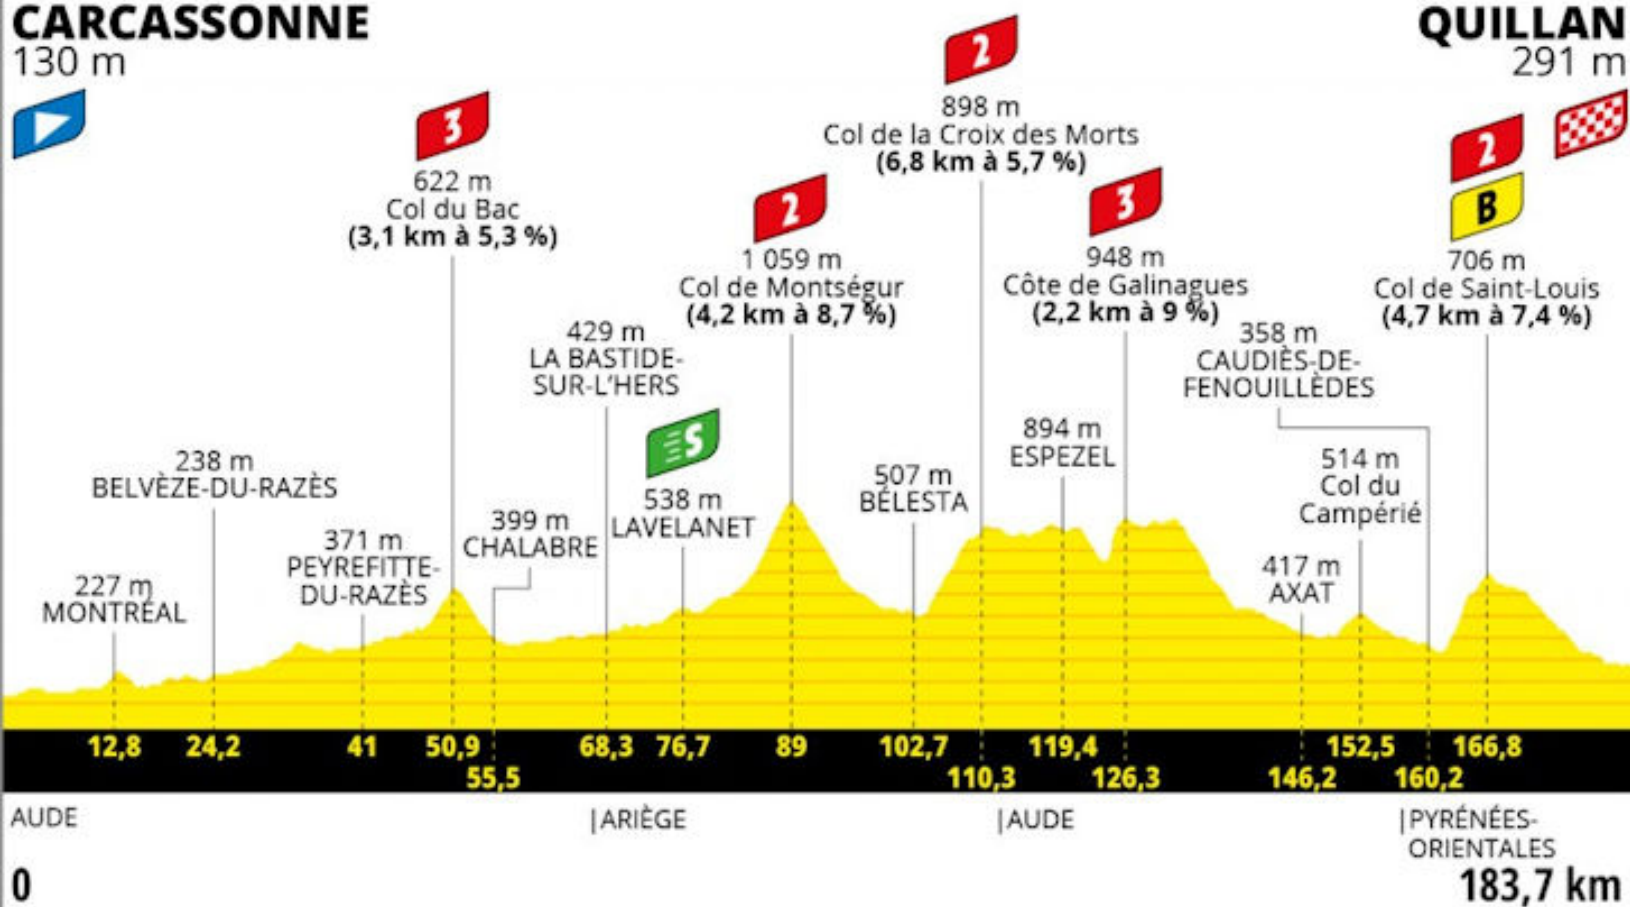 CARCASSONNE
130 m
QUILLAN
291 m
2
898 m
Col de la Croix des Morts
(6,8 km à 5,7 %)
3
622 m
Col du Bac
(3,1 km à 5,3 %)
2
1 059 m
Col de Montségur
(4,2 km à 8,7 %)
3
948 m
Côte de Galinagues
(2,2 km à 9 %)
2
B
706 m
Col de Saint-Louis
(4,7 km à 7,4 %)
429 m
LA BASTIDE-
SUR-L'HERS
358 m
CAUDIÈS-DE-
FENOUILLÈDES
S
538 m
LAVELANET
238 m
BELVÈZE-DU-RAZÈS
894 m
ESPEZEL
507 m
BÉLESTA
514 m
Col du
Campérié
399 m
CHALABRE
371 m
PEYREFITTE-
DU-RAZÈS
227 m
MONTRÉAL
417 m
AXAT
12,8 24,2 41 50,9 68,3 76,7 89 102,7 119,4 152,5 166,8
55,5 110,3 126,3 146,2 160,2
AUDE |ARIÈGE |AUDE |PYRÉNÉES-
ORIENTALES
0 183,7 km